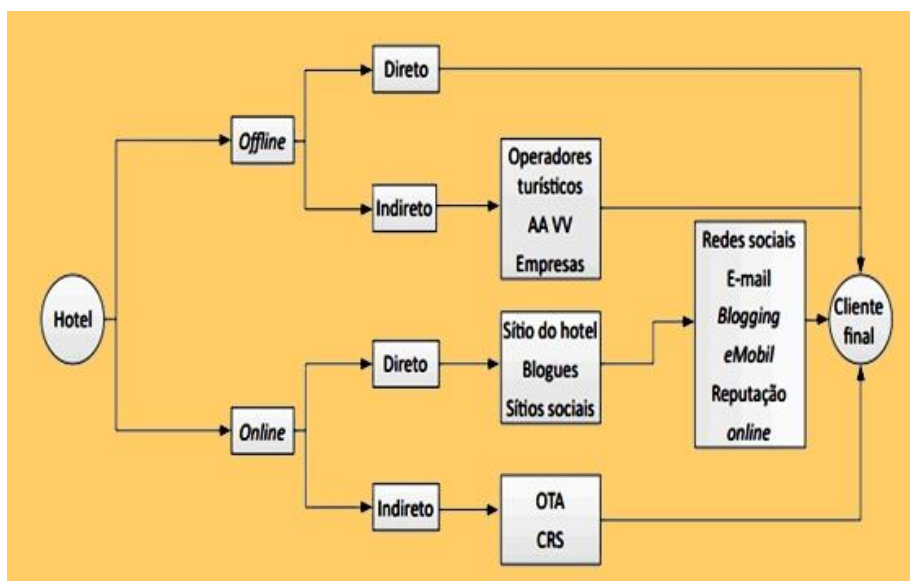 Hotel
Offline
Direto
Indireto
Operadores
turísticos
AA VV
Empresas
Online
Direto
Sítio do hotel
Blogues
Sítios sociais
Redes sociais
E-mail
Blogging
eMobil
Reputação
online
Indireto
OTA
CRS
Cliente
final